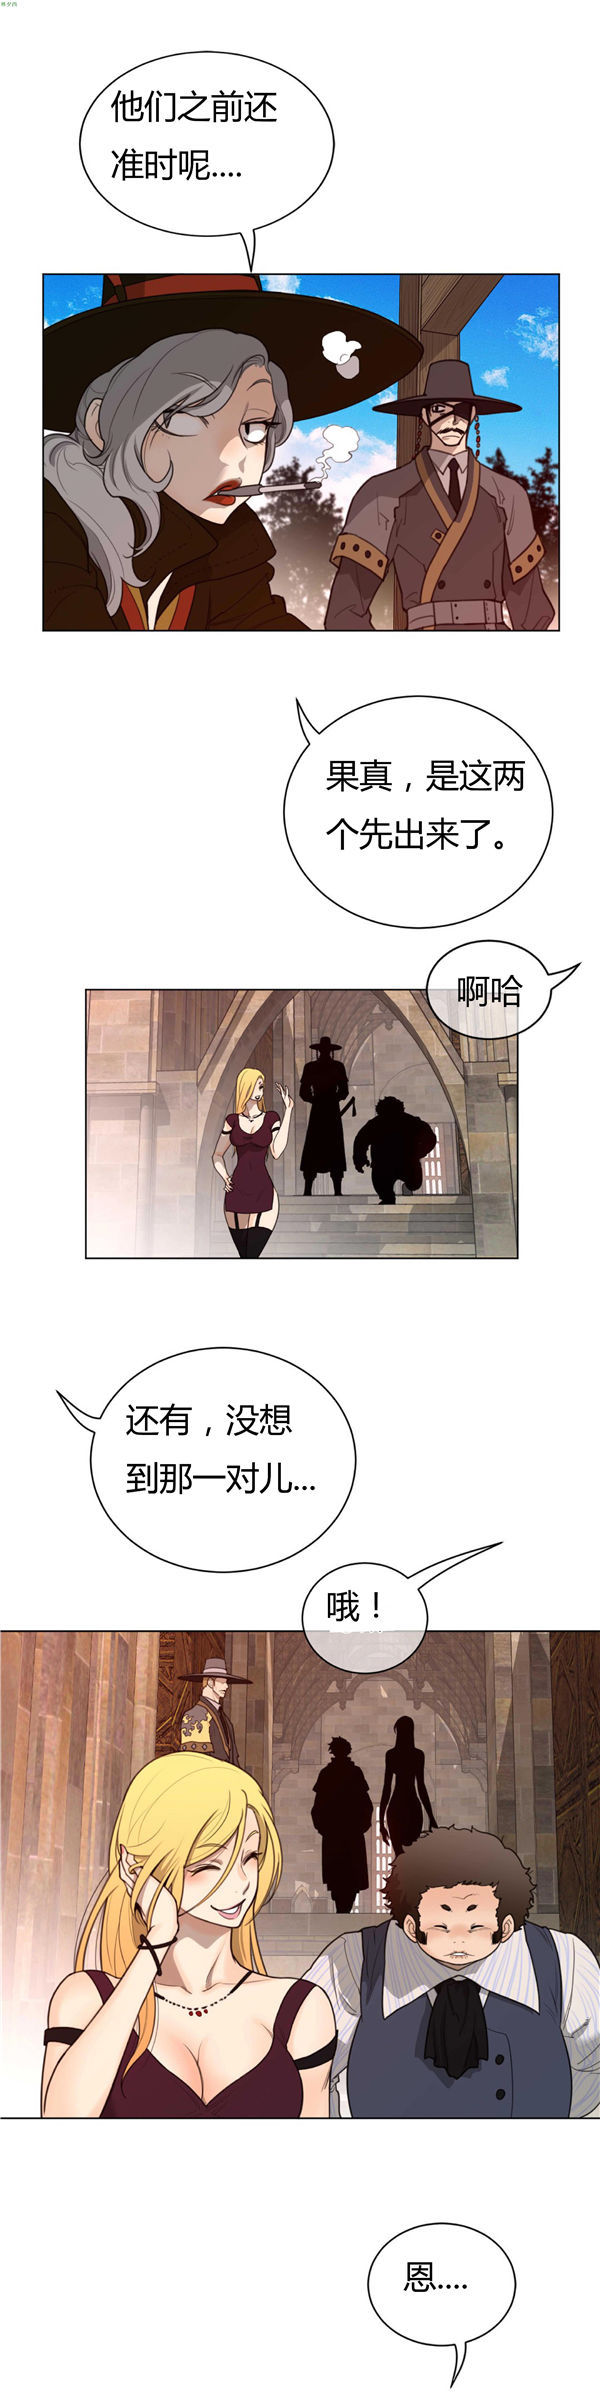 他们之前还
准时呢....
果真，是这两
个先出来了。
啊哈
还有，没想
到那一对儿...
哦！
恩....